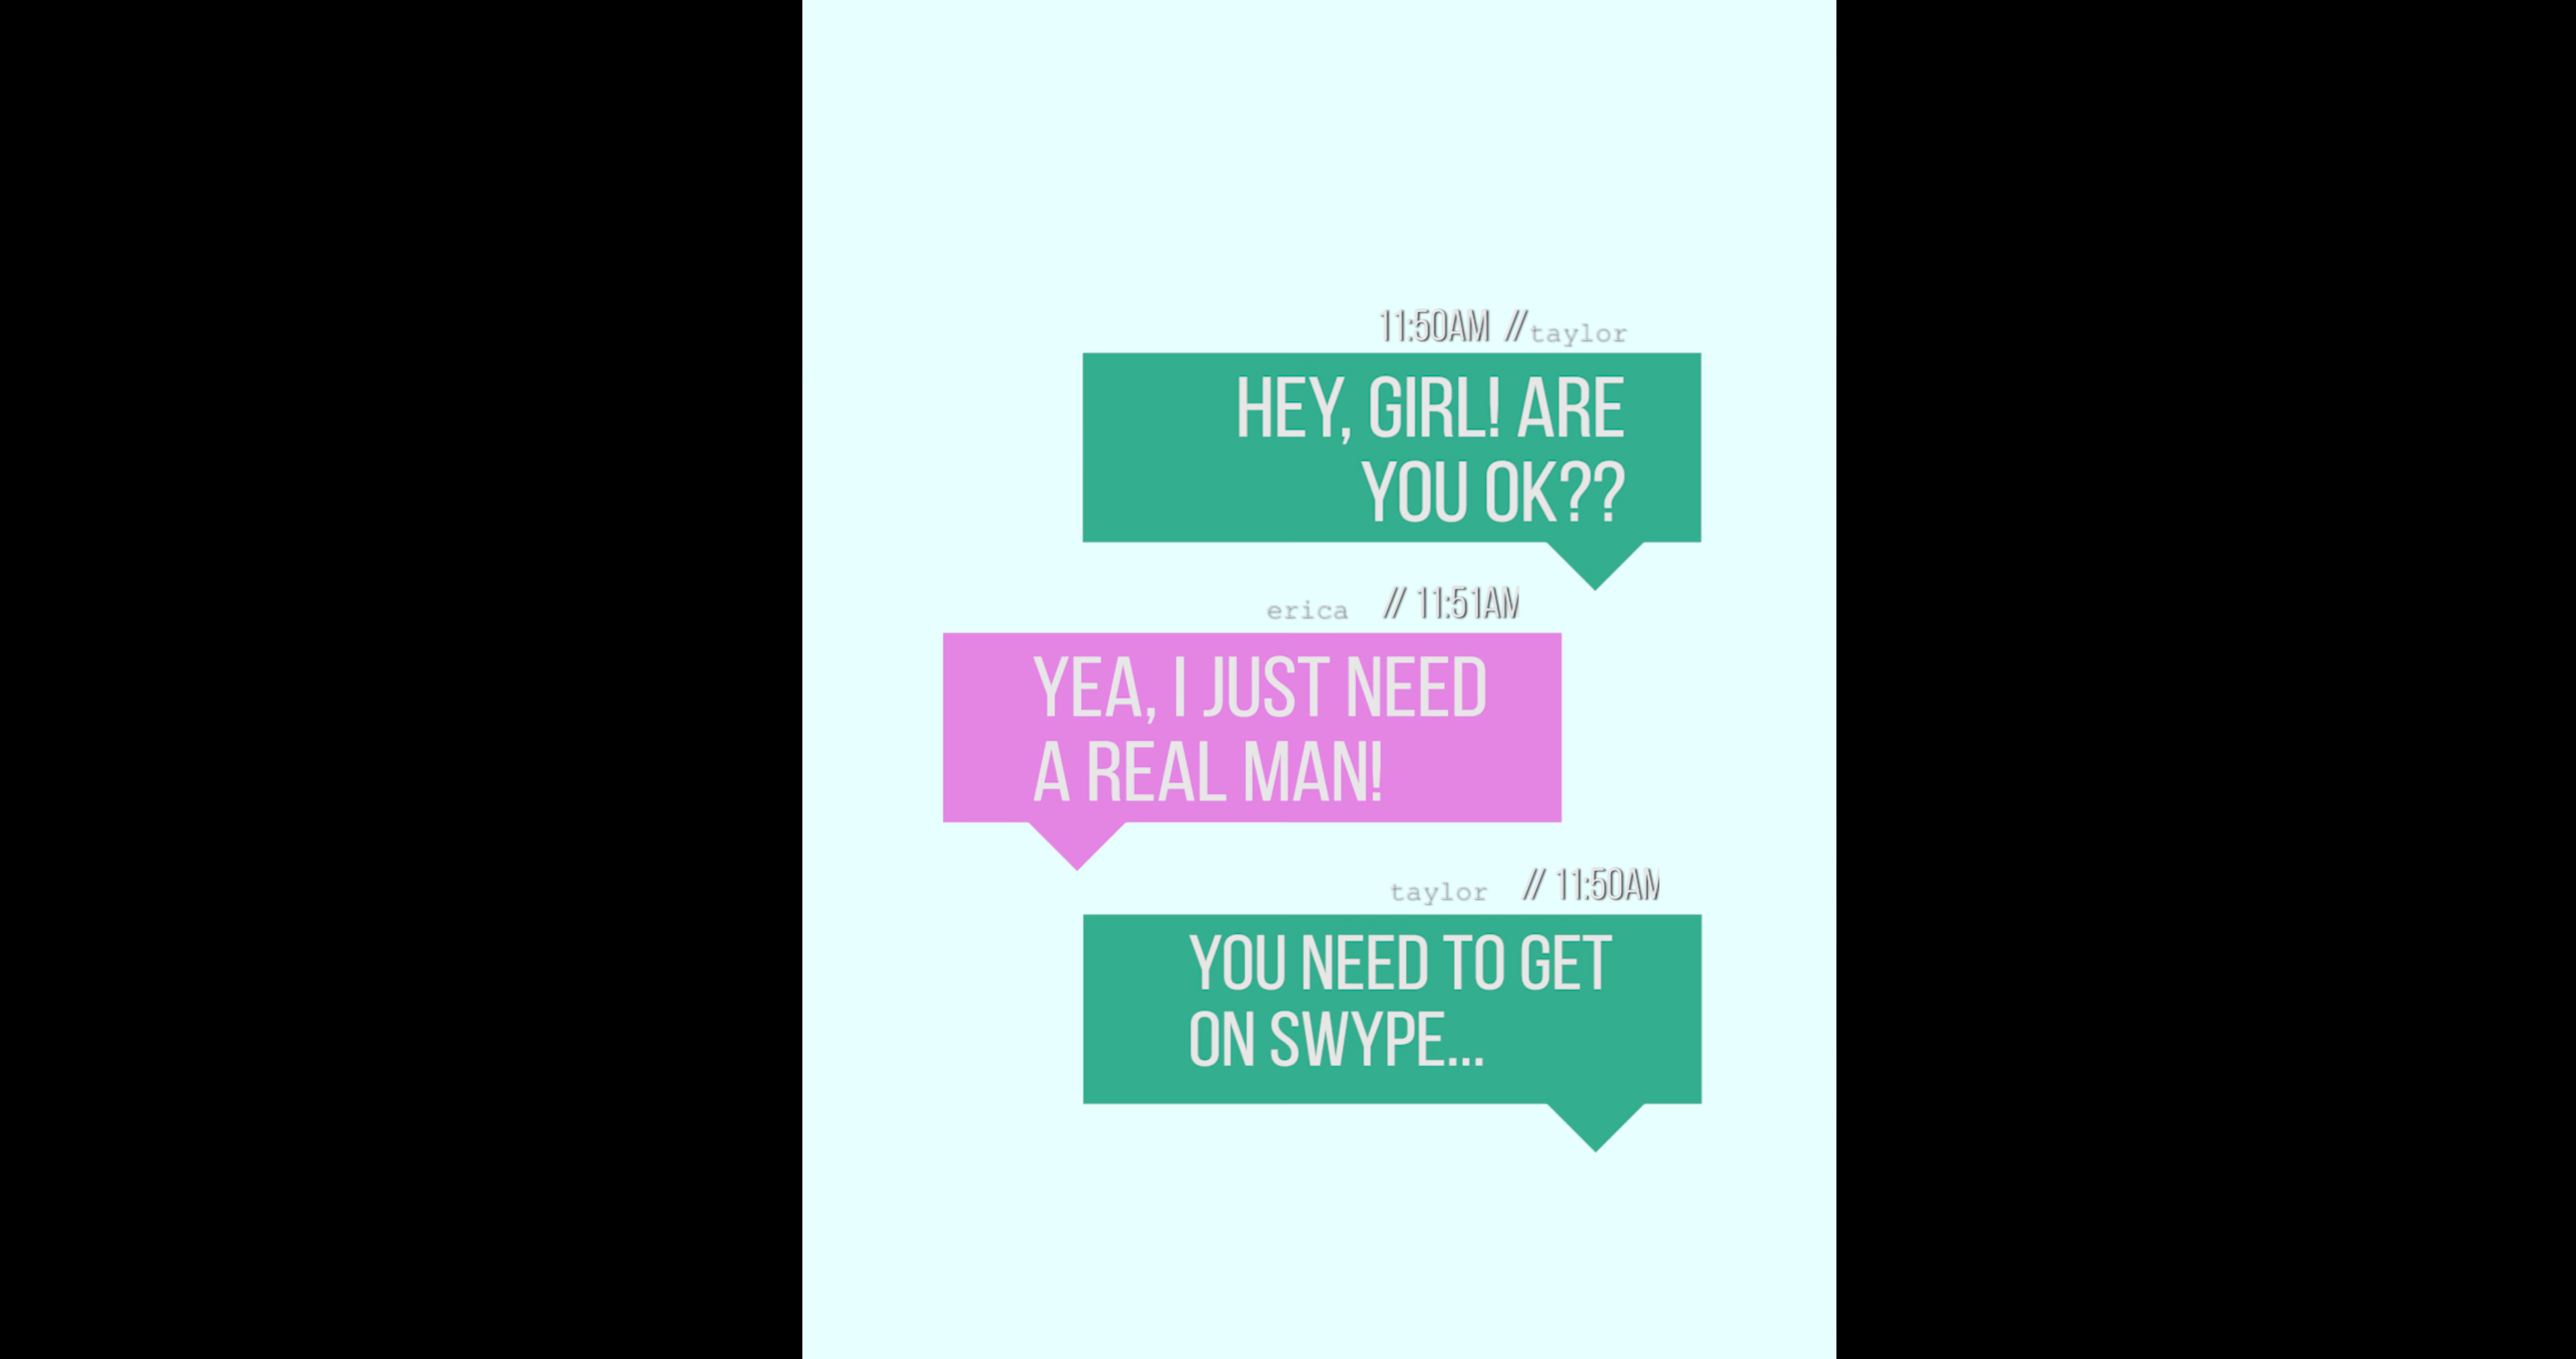 11:50AM //taylor
HEY, GIRL! ARE
YOU OK??
erica // 11:51AM
YEA, I JUST NEED
A REAL MAN!
taylor // 11:50AM
YOU NEED TO GET
ON SWYPE...